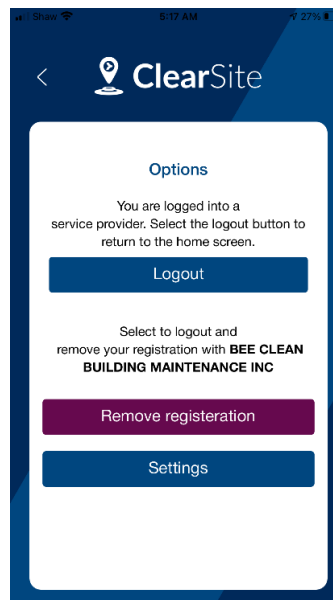 Shaw 5:17 AM 27%
ClearSite
Options
You are logged into a
service provider. Select the logout button to
return to the home screen.
Logout
Select to logout and
remove your registration with BEE CLEAN
BUILDING MAINTENANCE INC
Remove registeration
Settings